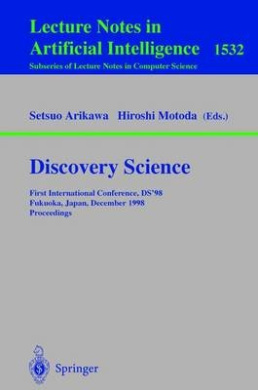 Lecture Notes in
Artificial Intelligence 1532
Subseries of Lecture Notes in Computer Science
Setsuo Arikawa Hiroshi Motoda (Eds.)
Discovery Science
First International Conference, DS'98
Fukuoka, Japan, December 1998
Proceedings
Springer